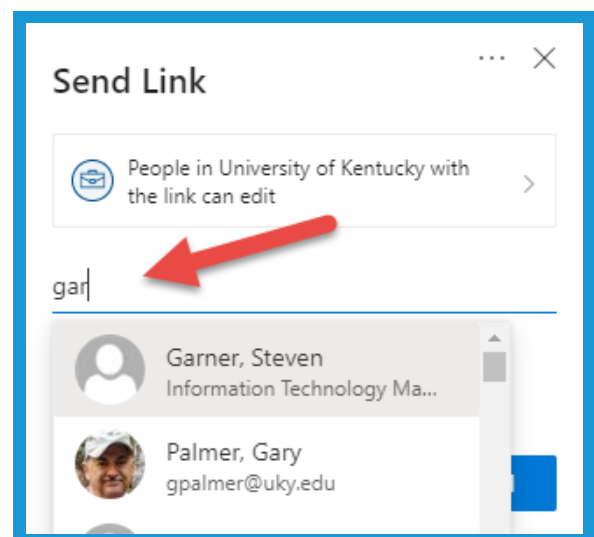 Send Link
People in University of Kentucky with
the link can edit
gar
Garner, Steven
Information Technology Ma...
Palmer, Gary
gpalmer@uky.edu